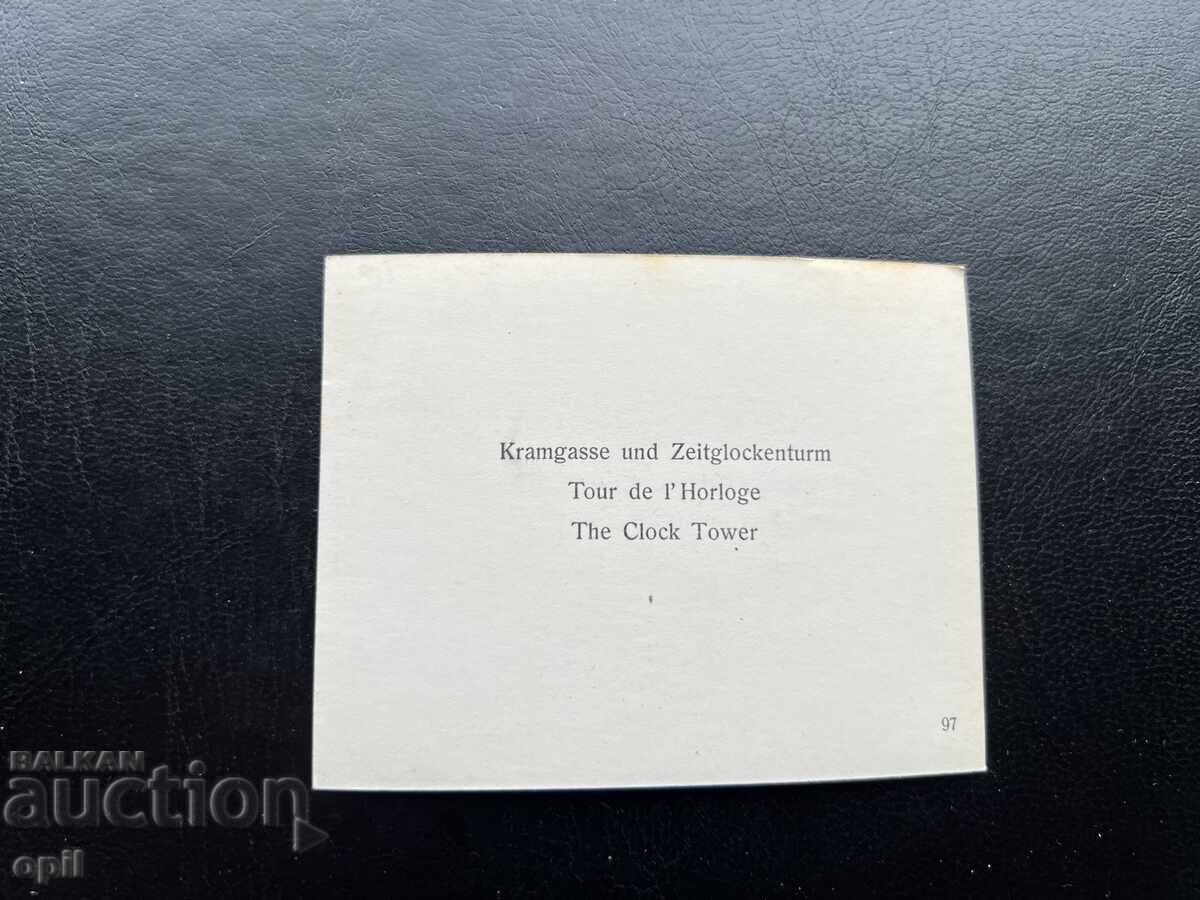 Kramgasse und Zeitglockenturm
Tour de l'Horloge
The Clock Tower
97
BALKAN
auction
opil